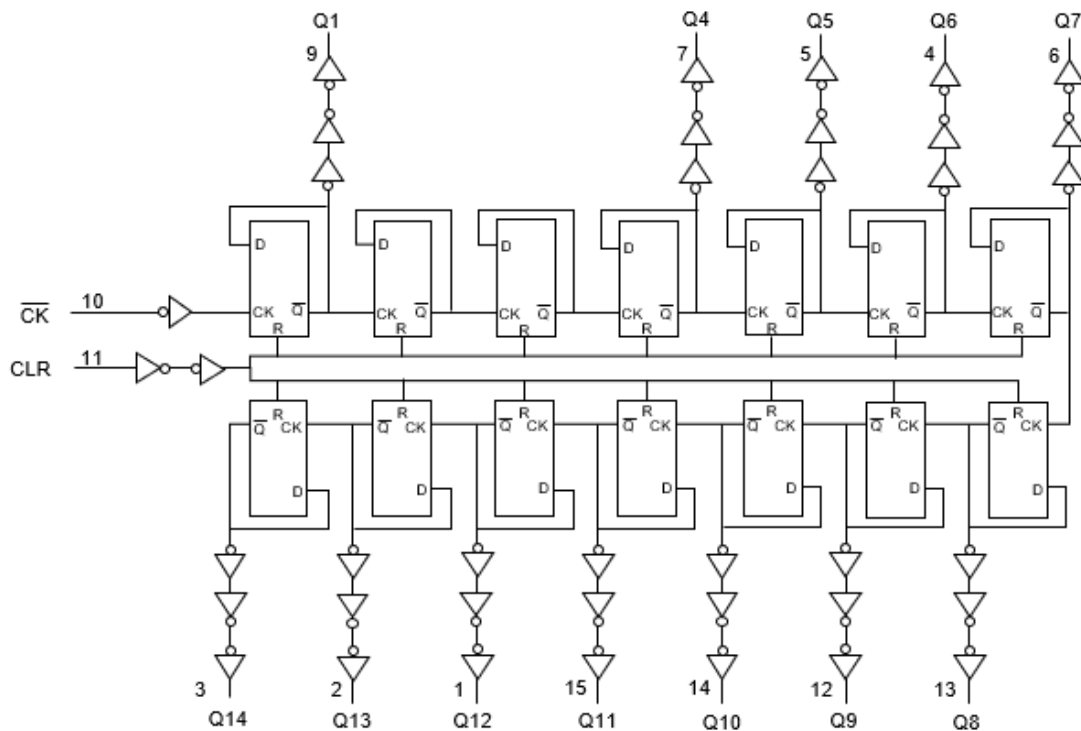 Q1 Q4 Q5 Q6 Q7
9 7 5 4 6
D D D D D D D
C̅K̅ 10 CK Q̅ CK Q̅ CK Q̅ CK Q̅ CK Q̅ CK Q̅ CK Q̅
R R R R R R R
CLR 11
R R R R R R R
Q̅ CK Q̅ CK Q̅ CK Q̅ CK Q̅ CK Q̅ CK Q̅ CK
D D D D D D D
3 2 1 15 14 12 13
Q14 Q13 Q12 Q11 Q10 Q9 Q8